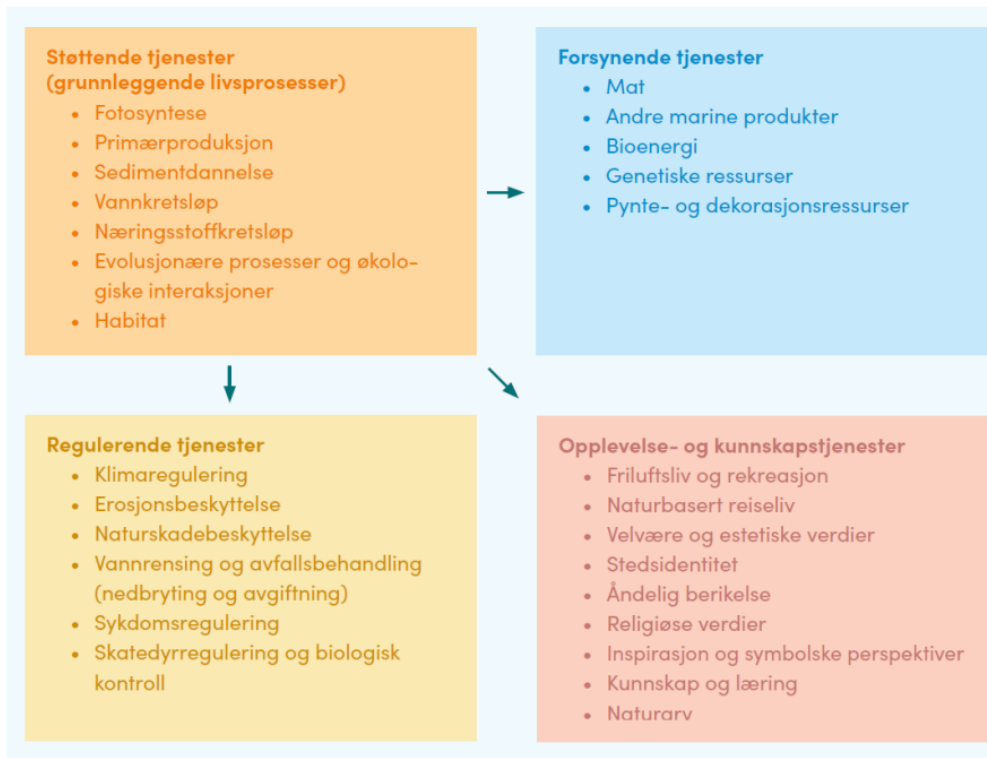 Støttende tjenester
(grunnleggende livsprosesser)
• Fotosyntese
• Primærproduksjon
• Sedimentdannelse
• Vannkretsløp
• Næringsstoffkretsløp
• Evolusjonære prosesser og økolo-
giske interaksjoner
• Habitat
Forsynende tjenester
• Mat
• Andre marine produkter
• Bioenergi
• Genetiske ressurser
• Pynte- og dekorasjonsressurser
Regulerende tjenester
• Klimaregulering
• Erosjonsbeskyttelse
• Naturskadebeskyttelse
• Vannrensing og avfallsbehandling
(nedbryting og avgiftning)
• Sykdomsregulering
• Skatedyrregulering og biologisk
kontroll
Opplevelse- og kunnskapstjenester
• Friluftsliv og rekreasjon
• Naturbasert reiseliv
• Velvære og estetiske verdier
• Stedsidentitet
• Åndelig berikelse
• Religiøse verdier
• Inspirasjon og symbolske perspektiver
• Kunnskap og læring
• Naturarv